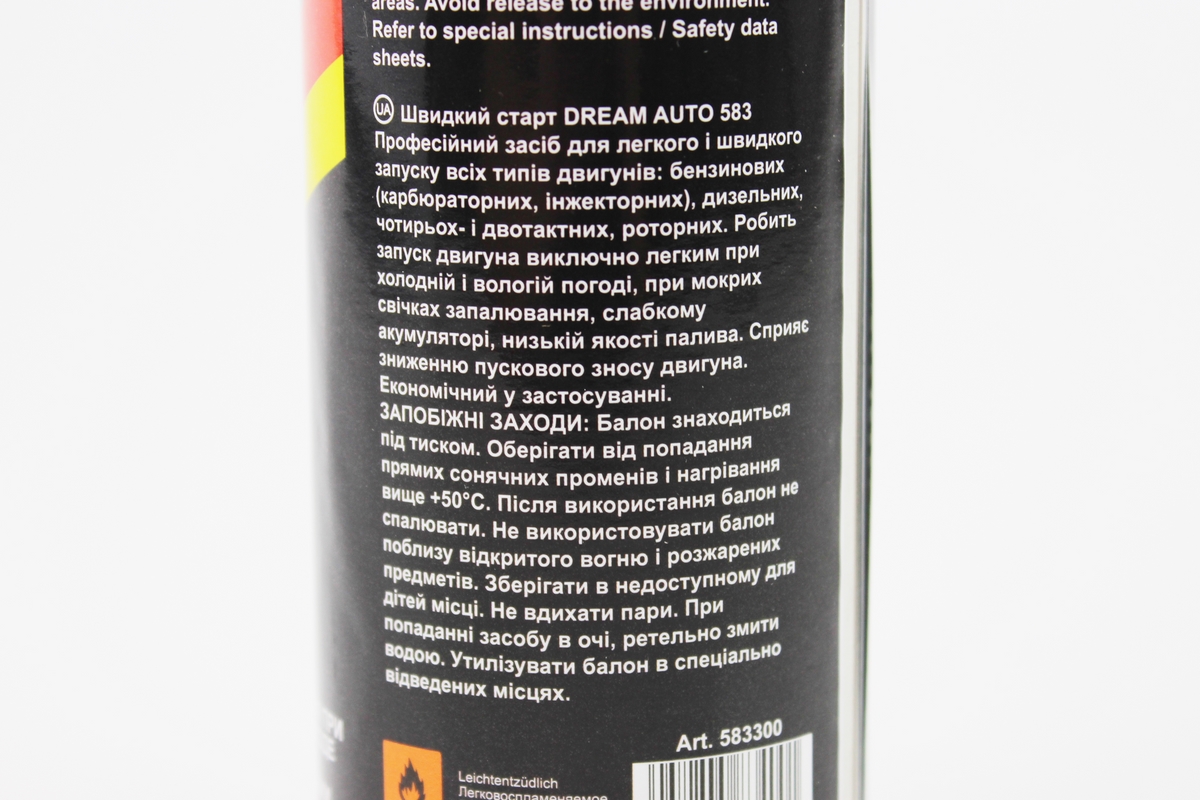 areas. Avoid release to the environment.
Refer to special instructions / Safety data
sheets.
UA Швидкий старт DREAM AUTO 583
Професійний засіб для легкого і швидкого
запуску всіх типів двигунів: бензинових
(карбюраторних, інжекторних), дизельних,
чотирьох- і двотактних, роторних. Робить
запуск двигуна виключно легким при
холодній і вологій погоді, при мокрих
свічках запалювання, слабкому
акумуляторі, низькій якості палива. Сприяє
зниженню пускового зносу двигуна.
Економічний у застосуванні.
ЗАПОБІЖНІ ЗАХОДИ: Балон знаходиться
під тиском. Оберігати від попадання
прямих сонячних променів і нагрівання
вище +50°С. Після використання балон не
спалювати. Не використовувати балон
поблизу відкритого вогню і розжарених
предметів. Зберігати в недоступному для
дітей місці. Не вдихати пари. При
попаданні засобу в очі, ретельно змити
водою. Утилізувати балон в спеціально
відведених місцях.
Art. 583300
Leichtentzüdlich
Легковоспламеняемое